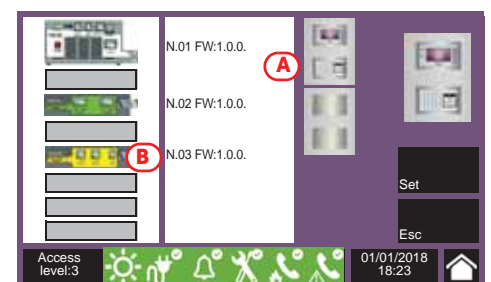 N.01 FW:1.0.0.
A
N.02 FW:1.0.0.
B
N.03 FW:1.0.0.
Set
Esc
Access
level:3
01/01/2018
18:23